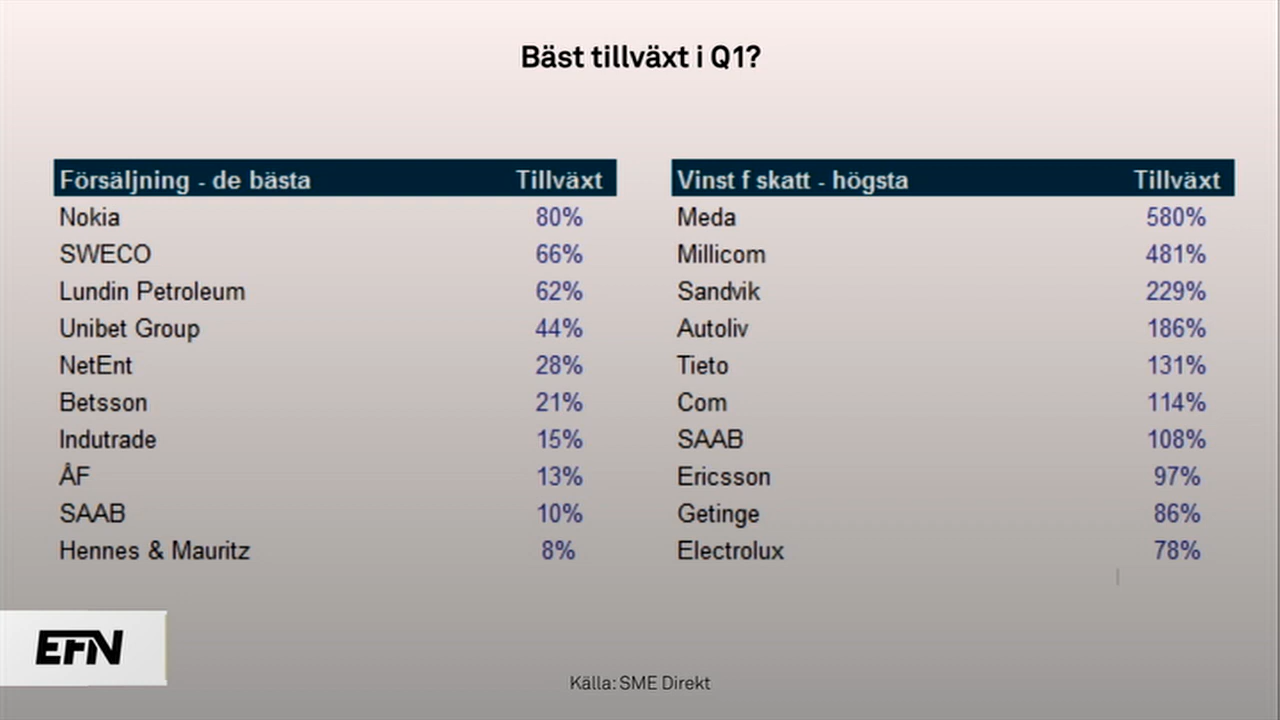 Bäst tillväxt i Q1?
Försäljning - de bästa Tillväxt
Nokia 80%
SWECO 66%
Lundin Petroleum 62%
Unibet Group 44%
NetEnt 28%
Betsson 21%
Indutrade 15%
ÅF 13%
SAAB 10%
Hennes & Mauritz 8%
Vinst f skatt - högsta Tillväxt
Meda 580%
Millicom 481%
Sandvik 229%
Autoliv 186%
Tieto 131%
Com 114%
SAAB 108%
Ericsson 97%
Getinge 86%
Electrolux 78%
EFN
Källa: SME Direkt